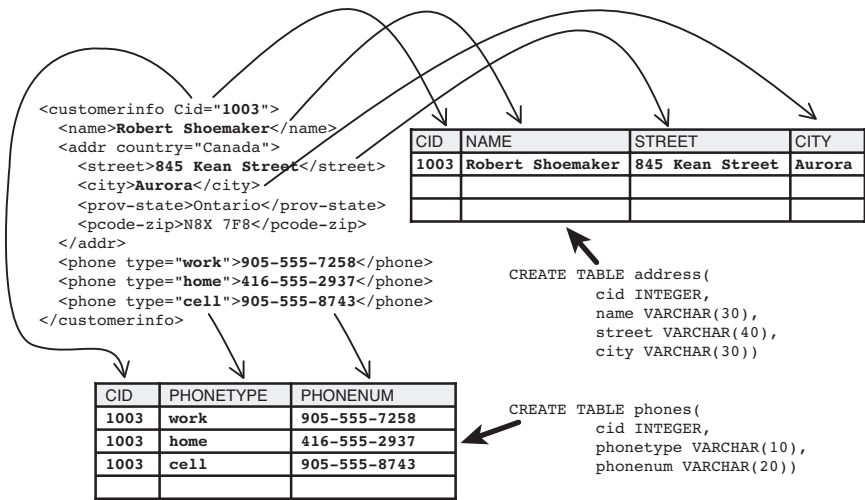 <customerinfo Cid="1003">
<name>Robert Shoemaker</name>
<addr country="Canada">
<street>845 Kean Street</street>
<city>Aurora</city>
<prov-state>Ontario</prov-state>
<pcode-zip>N8X 7F8</pcode-zip>
</addr>
<phone type="work">905-555-7258</phone>
<phone type="home">416-555-2937</phone>
<phone type="cell">905-555-8743</phone>
</customerinfo>
CID NAME STREET CITY
1003 Robert Shoemaker 845 Kean Street Aurora
CREATE TABLE address(
cid INTEGER,
name VARCHAR(30),
street VARCHAR(40),
city VARCHAR(30))
CID PHONETYPE PHONENUM
1003 work 905-555-7258
1003 home 416-555-2937
1003 cell 905-555-8743
CREATE TABLE phones(
cid INTEGER,
phonetype VARCHAR(10),
phonenum VARCHAR(20))